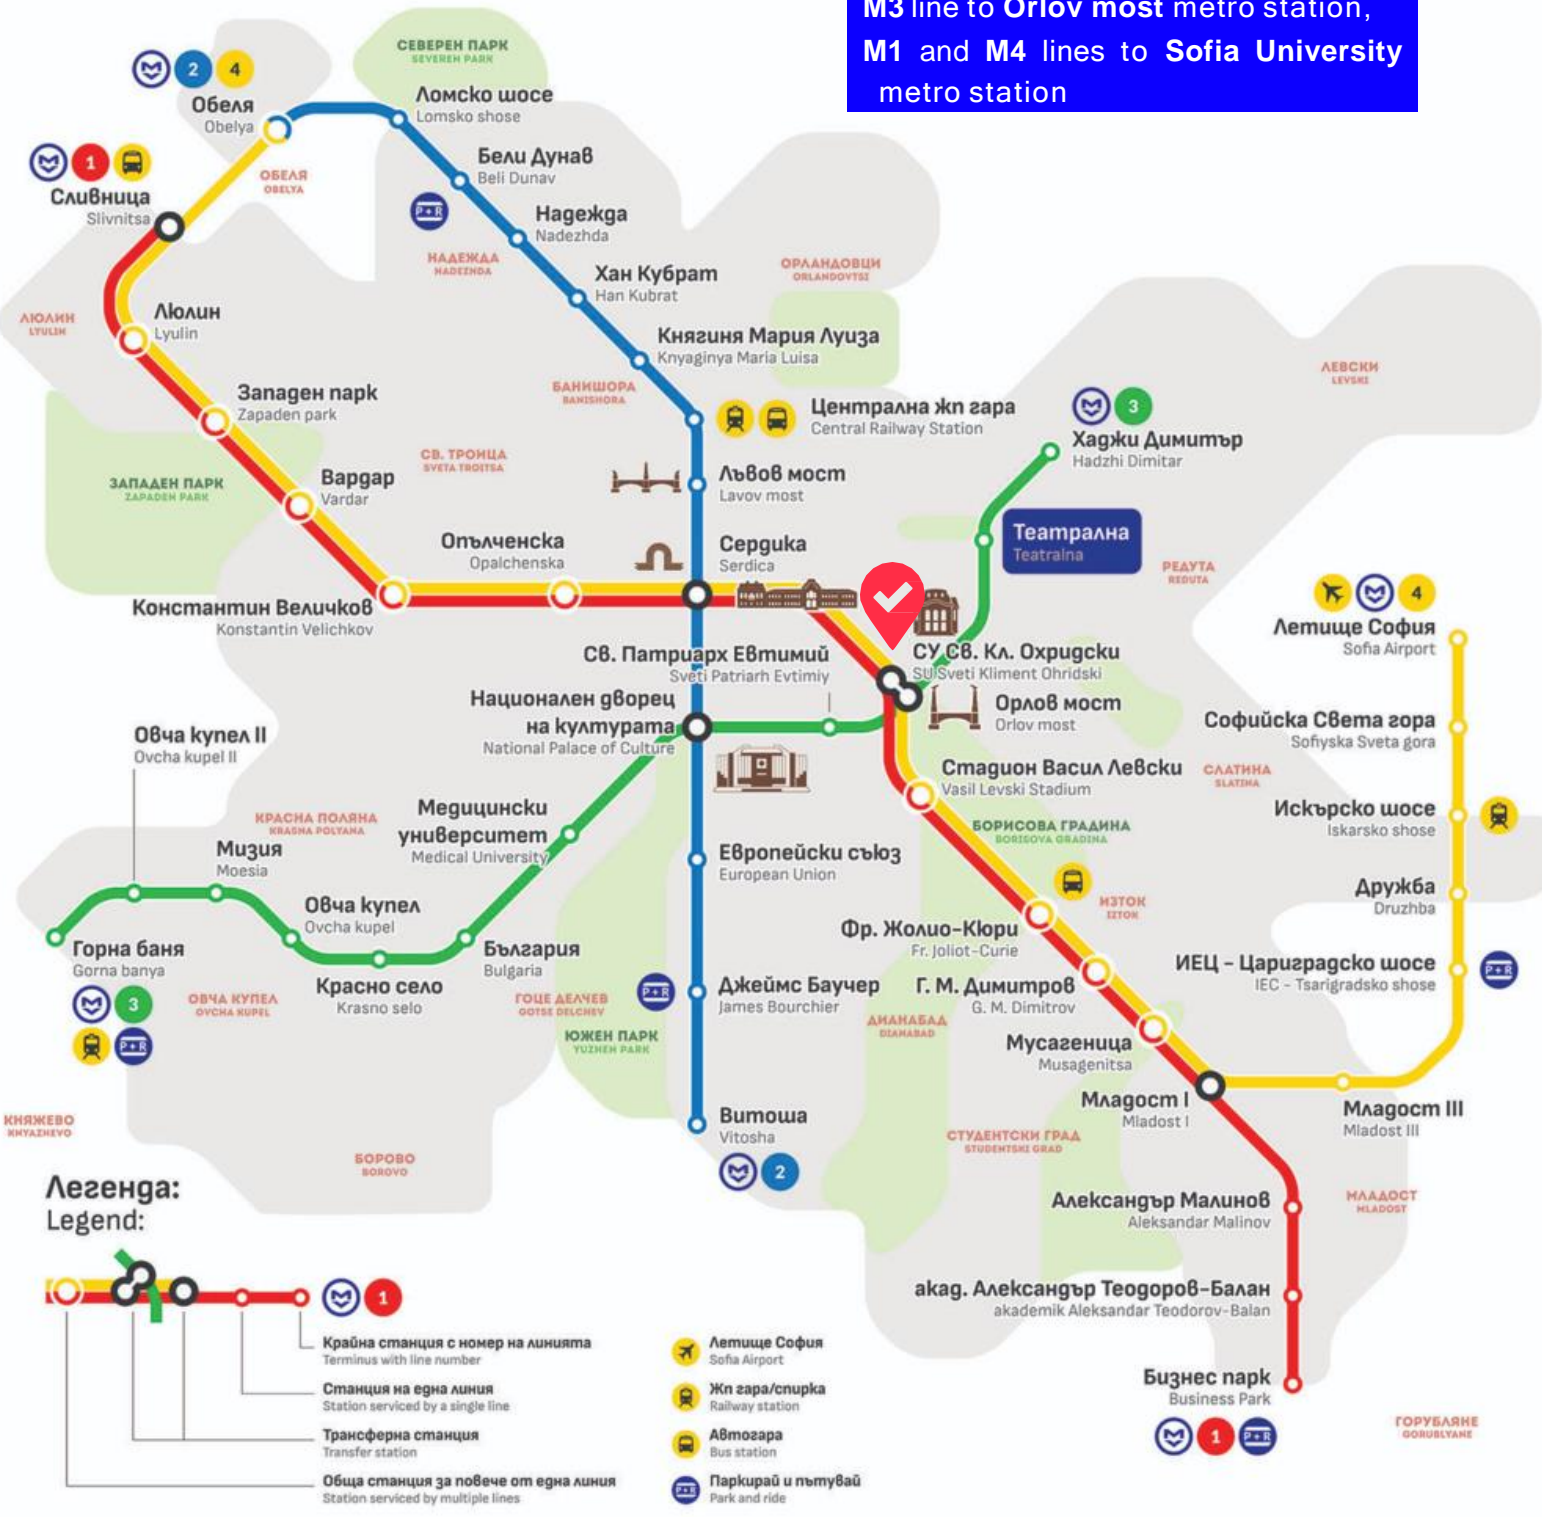 M3 line to Orlov most metro station,
M1 and M4 lines to Sofia University
metro station
СЕВЕРЕН ПАРК
SEVEREN PARK
2 4
Обеля
Obelya
Ломско шосе
Lomsko shose
Бели Дунав
Beli Dunav
1
Сливница
Slivnitsa
ОБЕЛЯ
OBELYA
P+R
Надежда
Nadezhda
НАДЕЖДА
NADEZHDA
Хан Кубрат
Han Kubrat
ОРЛАНДОВЦИ
ORLANDOVTSI
ЛЮЛИН
LYULIN
Люлин
Lyulin
Княгиня Мария Луиза
Knyaginya Maria Luisa
ЛЕВСКИ
LEVSKI
Западен парк
Zapaden park
БАНИШОРА
BANISHORA
Централна жп гара
Central Railway Station
3
Хаджи Димитър
Hadzhi Dimitar
СВ. ТРОИЦА
SVETA TROITSA
ЗАПАДЕН ПАРК
ZAPADEN PARK
Вардар
Vardar
Лъвов мост
Lavov most
Опълченска
Opalchenska
Сердика
Serdica
Театрална
Teatralna
РЕДУТА
REDUTA
4
Летище София
Sofia Airport
Константин Величков
Konstantin Velichkov
Св. Патриарх Евтимий
Sveti Patriarh Evtimiy
СУ Св. Кл. Охридски
SU Sveti Kliment Ohridski
Национален дворец
на културата
National Palace of Culture
Орлов мост
Orlov most
Софийска Света гора
Sofiyska Sveta gora
Овча купел II
Ovcha kupel II
Стадион Васил Левски
Vasil Levski Stadium
СЛАТИНА
SLATINA
Медицински
университет
Medical University
КРАСНА ПОЛЯНА
KRASNA POLYANA
БОРИСОВА ГРАДИНА
BORISOVA GRADINA
Искърско шосе
Iskarsko shose
Мизия
Moesia
Европейски съюз
European Union
Дружба
Druzhba
Овча купел
Ovcha kupel
ИЗТОК
IZTOK
Фр. Жолио-Кюри
Fr. Joliot-Curie
Горна баня
Gorna banya
България
Bulgaria
ИЕЦ - Цариградско шосе
IEC - Tsarigradsko shose
P+R
Красно село
Krasno selo
3
P+R
ОВЧА КУПЕЛ
OVCHA KUPEL
ГОЦЕ ДЕЛЧЕВ
GOTSE DELCHEV
P+R
Джеймс Баучер
James Bourchier
Г. М. Димитров
G. M. Dimitrov
ДИАНАБАД
DIANABAD
ЮЖЕН ПАРК
YUZHEN PARK
Мусагеница
Musagenitsa
Младост I
Mladost I
Младост III
Mladost III
КНЯЖЕВО
KNYAZHEVO
Витоша
Vitosha
2
СТУДЕНТСКИ ГРАД
STUDENTSKI GRAD
БОРОВО
BOROVO
МЛАДОСТ
MLADOST
Александър Малинов
Aleksandar Malinov
акад. Александър Теодоров-Балан
akademik Aleksandar Teodorov-Balan
Бизнес парк
Business Park
1 P+R
ГОРУБЛЯНЕ
GORUBLYANE
Легенда:
Legend:
1
Крайна станция с номер на линията
Terminus with line number
Станция на една линия
Station serviced by a single line
Трансферна станция
Transfer station
Обща станция за повече от една линия
Station serviced by multiple lines
Летище София
Sofia Airport
Жп гара/спирка
Railway station
Автогара
Bus station
P+R
Паркирай и пътувай
Park and ride